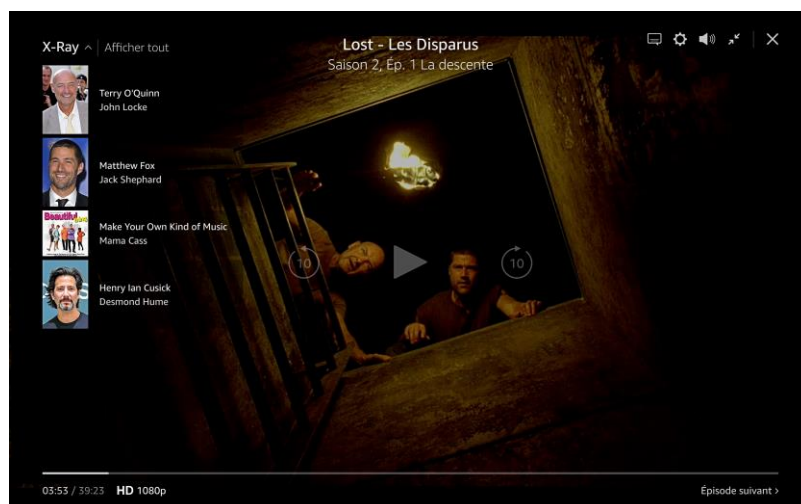 X-Ray Afficher tout
Lost - Les Disparus
Saison 2, Ép. 1 La descente
Terry O'Quinn
John Locke
Matthew Fox
Jack Shephard
Beautiful
Make Your Own Kind of Music
Mama Cass
Henry Ian Cusick
Desmond Hume
10
10
03:53 / 39:23 HD 1080p
Épisode suivant